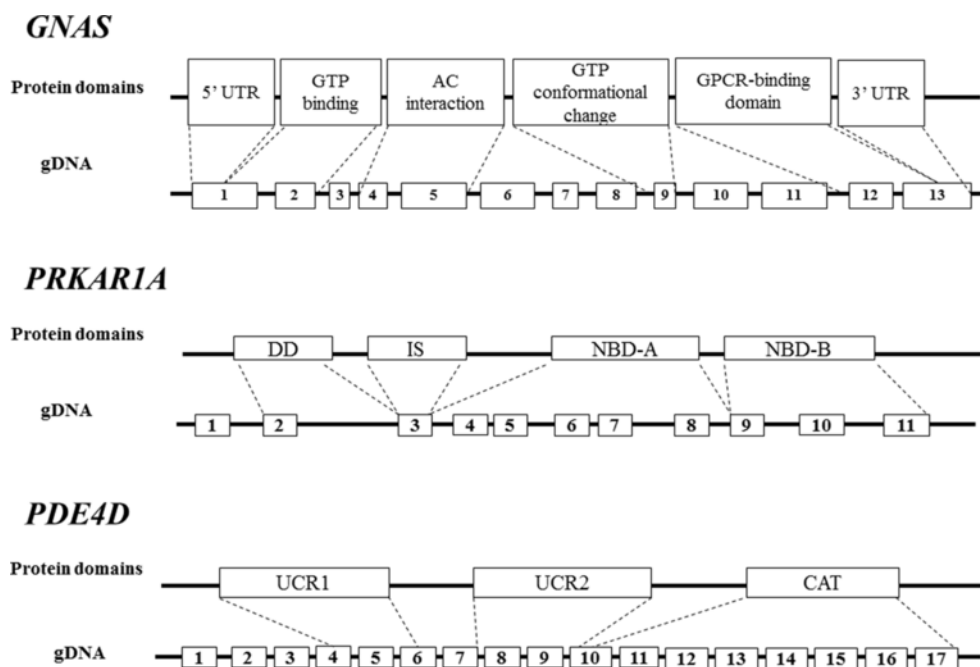 GNAS
Protein domains
5’ UTR
GTP
binding
AC
interaction
GTP
conformational
change
GPCR-binding
domain
3’ UTR
gDNA
1 2 3 4 5 6 7 8 9 10 11 12 13
PRKAR1A
Protein domains
DD IS NBD-A NBD-B
gDNA
1 2 3 4 5 6 7 8 9 10 11
PDE4D
Protein domains
UCR1 UCR2 CAT
gDNA
1 2 3 4 5 6 7 8 9 10 11 12 13 14 15 16 17